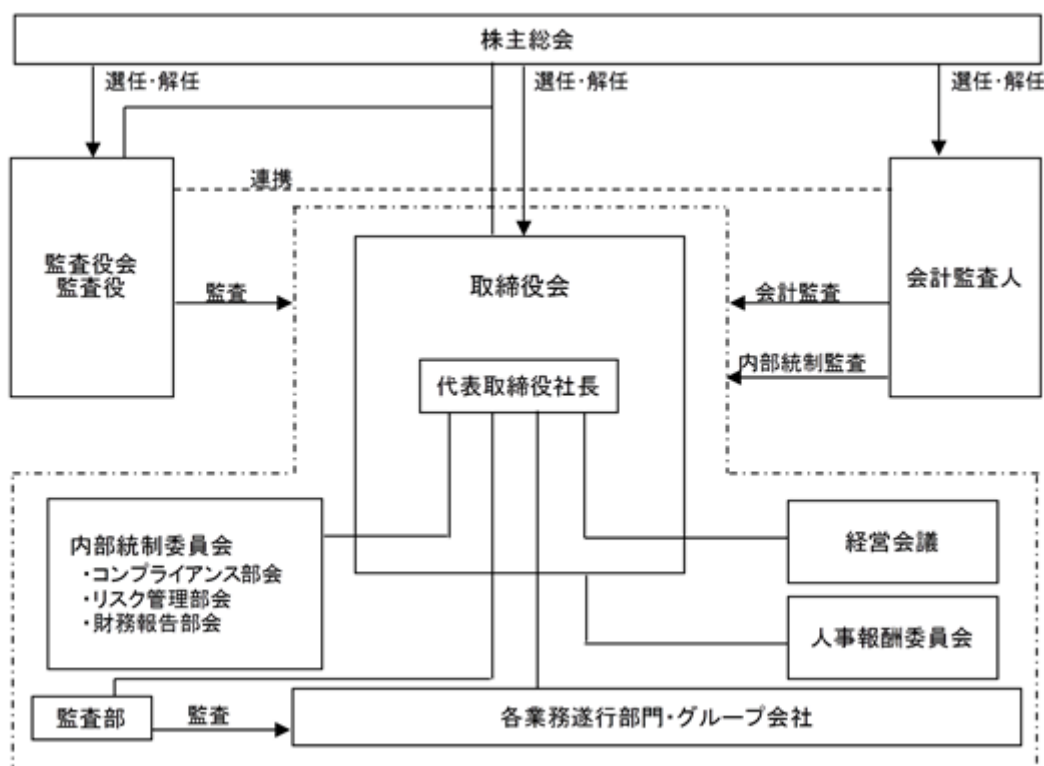 株主総会
選任・解任
選任・解任
選任・解任
連携
監査役会
監査役
監査
取締役会
会計監査
会計監査人
内部統制監査
代表取締役社長
内部統制委員会
・コンプライアンス部会
・リスク管理部会
・財務報告部会
経営会議
人事報酬委員会
監査部
監査
各業務遂行部門・グループ会社